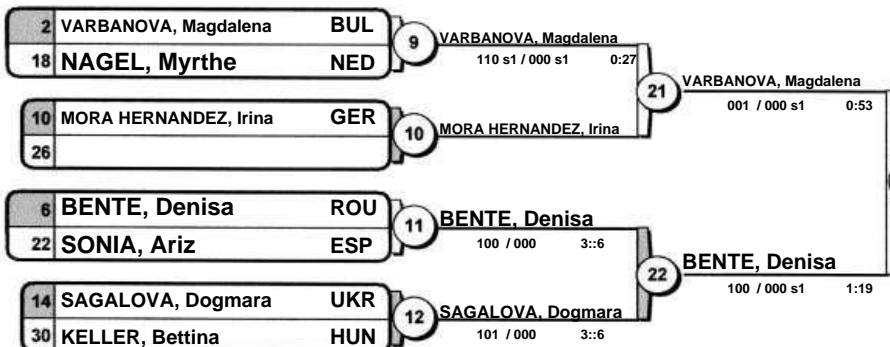 2 VARBANOVA, Magdalena BUL
18 NAGEL, Myrthe NED
9
VARBANOVA, Magdalena
110 s1 / 000 s1 0:27
10 MORA HERNANDEZ, Irina GER
26
10
MORA HERNANDEZ, Irina
21
VARBANOVA, Magdalena
001 / 000 s1 0:53
6 BENTE, Denisa ROU
22 SONIA, Ariz ESP
11
BENTE, Denisa
100 / 000 3::6
14 SAGALOVA, Dogmara UKR
30 KELLER, Bettina HUN
12
SAGALOVA, Dogmara
101 / 000 3::6
22
BENTE, Denisa
100 / 000 s1 1:19